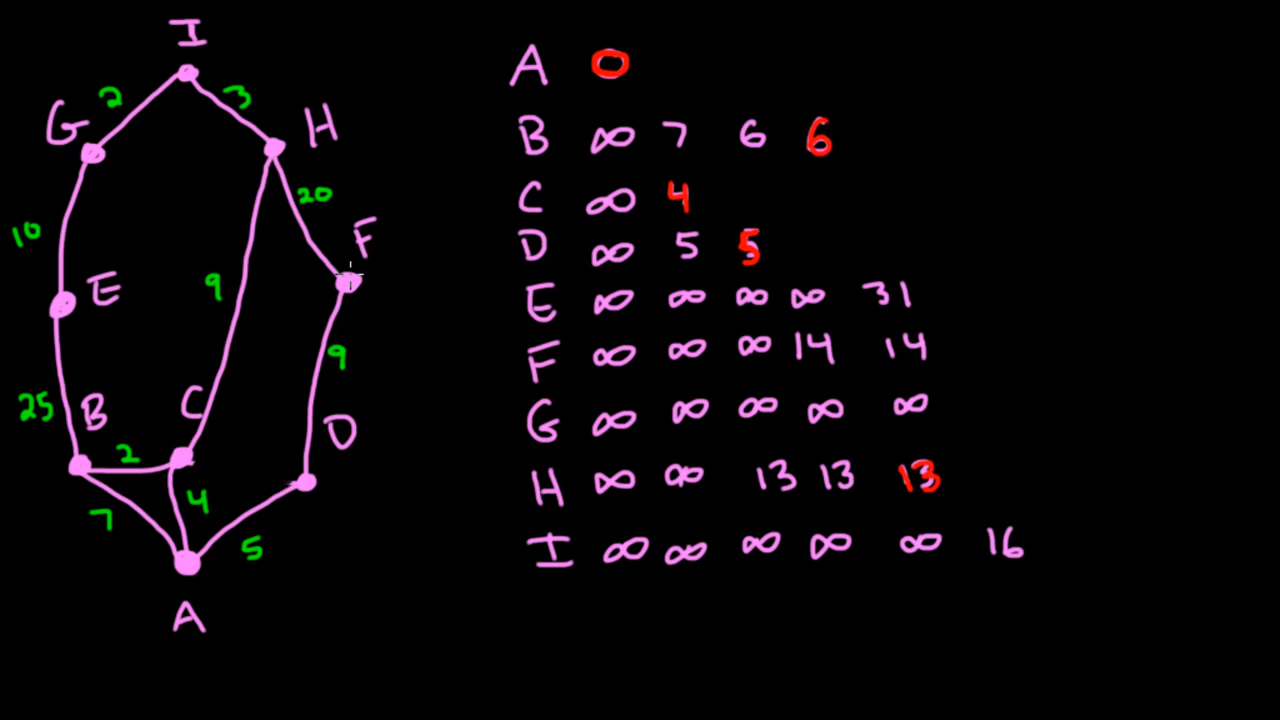 I
2
3
G
H
20
10
F
E
9
9
25
B
C
D
2
4
7
5
A
A 0
B ∞ 7 6 6
C ∞ 4
D ∞ 5 5
E ∞ ∞ ∞ ∞ 31
F ∞ ∞ ∞ 14 14
G ∞ ∞ ∞ ∞ ∞
H ∞ ∞ 13 13 13
I ∞ ∞ ∞ ∞ ∞ 16